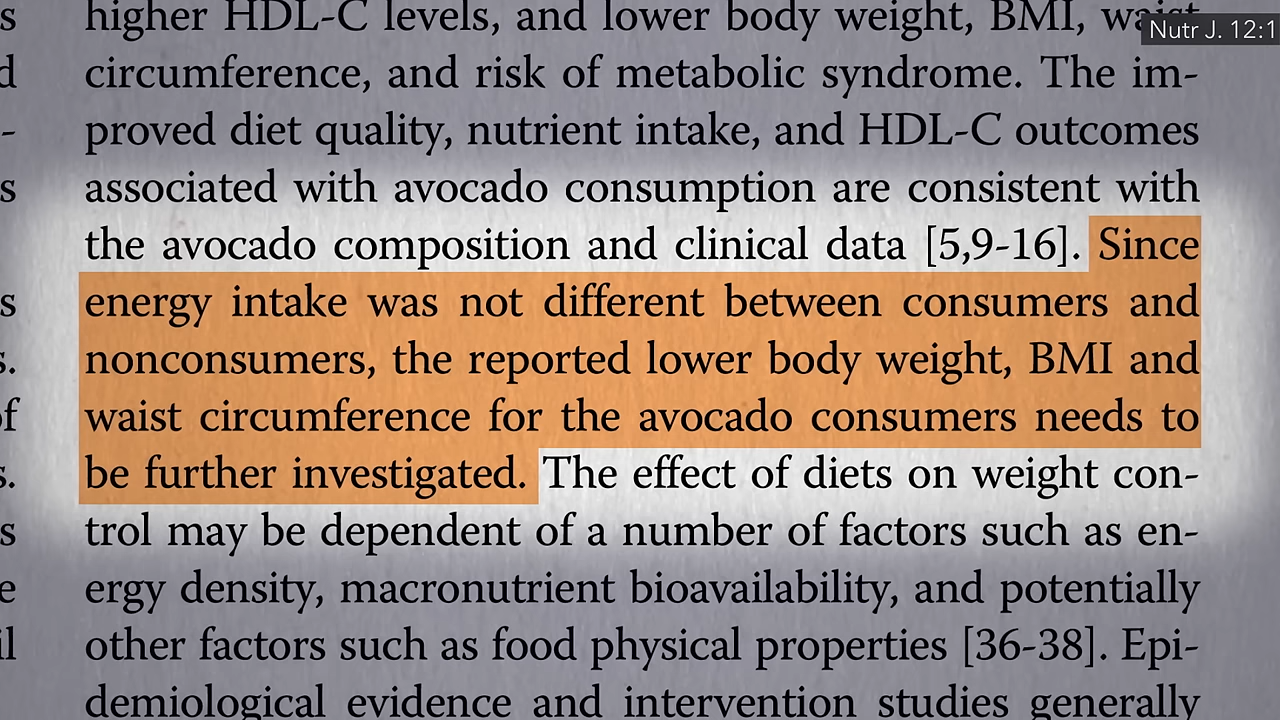 higher HDL-C levels, and lower body weight, BMI, waist
Nutr J. 12:1
circumference, and risk of metabolic syndrome. The im-
proved diet quality, nutrient intake, and HDL-C outcomes
associated with avocado consumption are consistent with
the avocado composition and clinical data [5,9-16]. Since
energy intake was not different between consumers and
nonconsumers, the reported lower body weight, BMI and
waist circumference for the avocado consumers needs to
be further investigated. The effect of diets on weight con-
trol may be dependent of a number of factors such as en-
ergy density, macronutrient bioavailability, and potentially
other factors such as food physical properties [36-38]. Epi-
demiological evidence and intervention studies generally